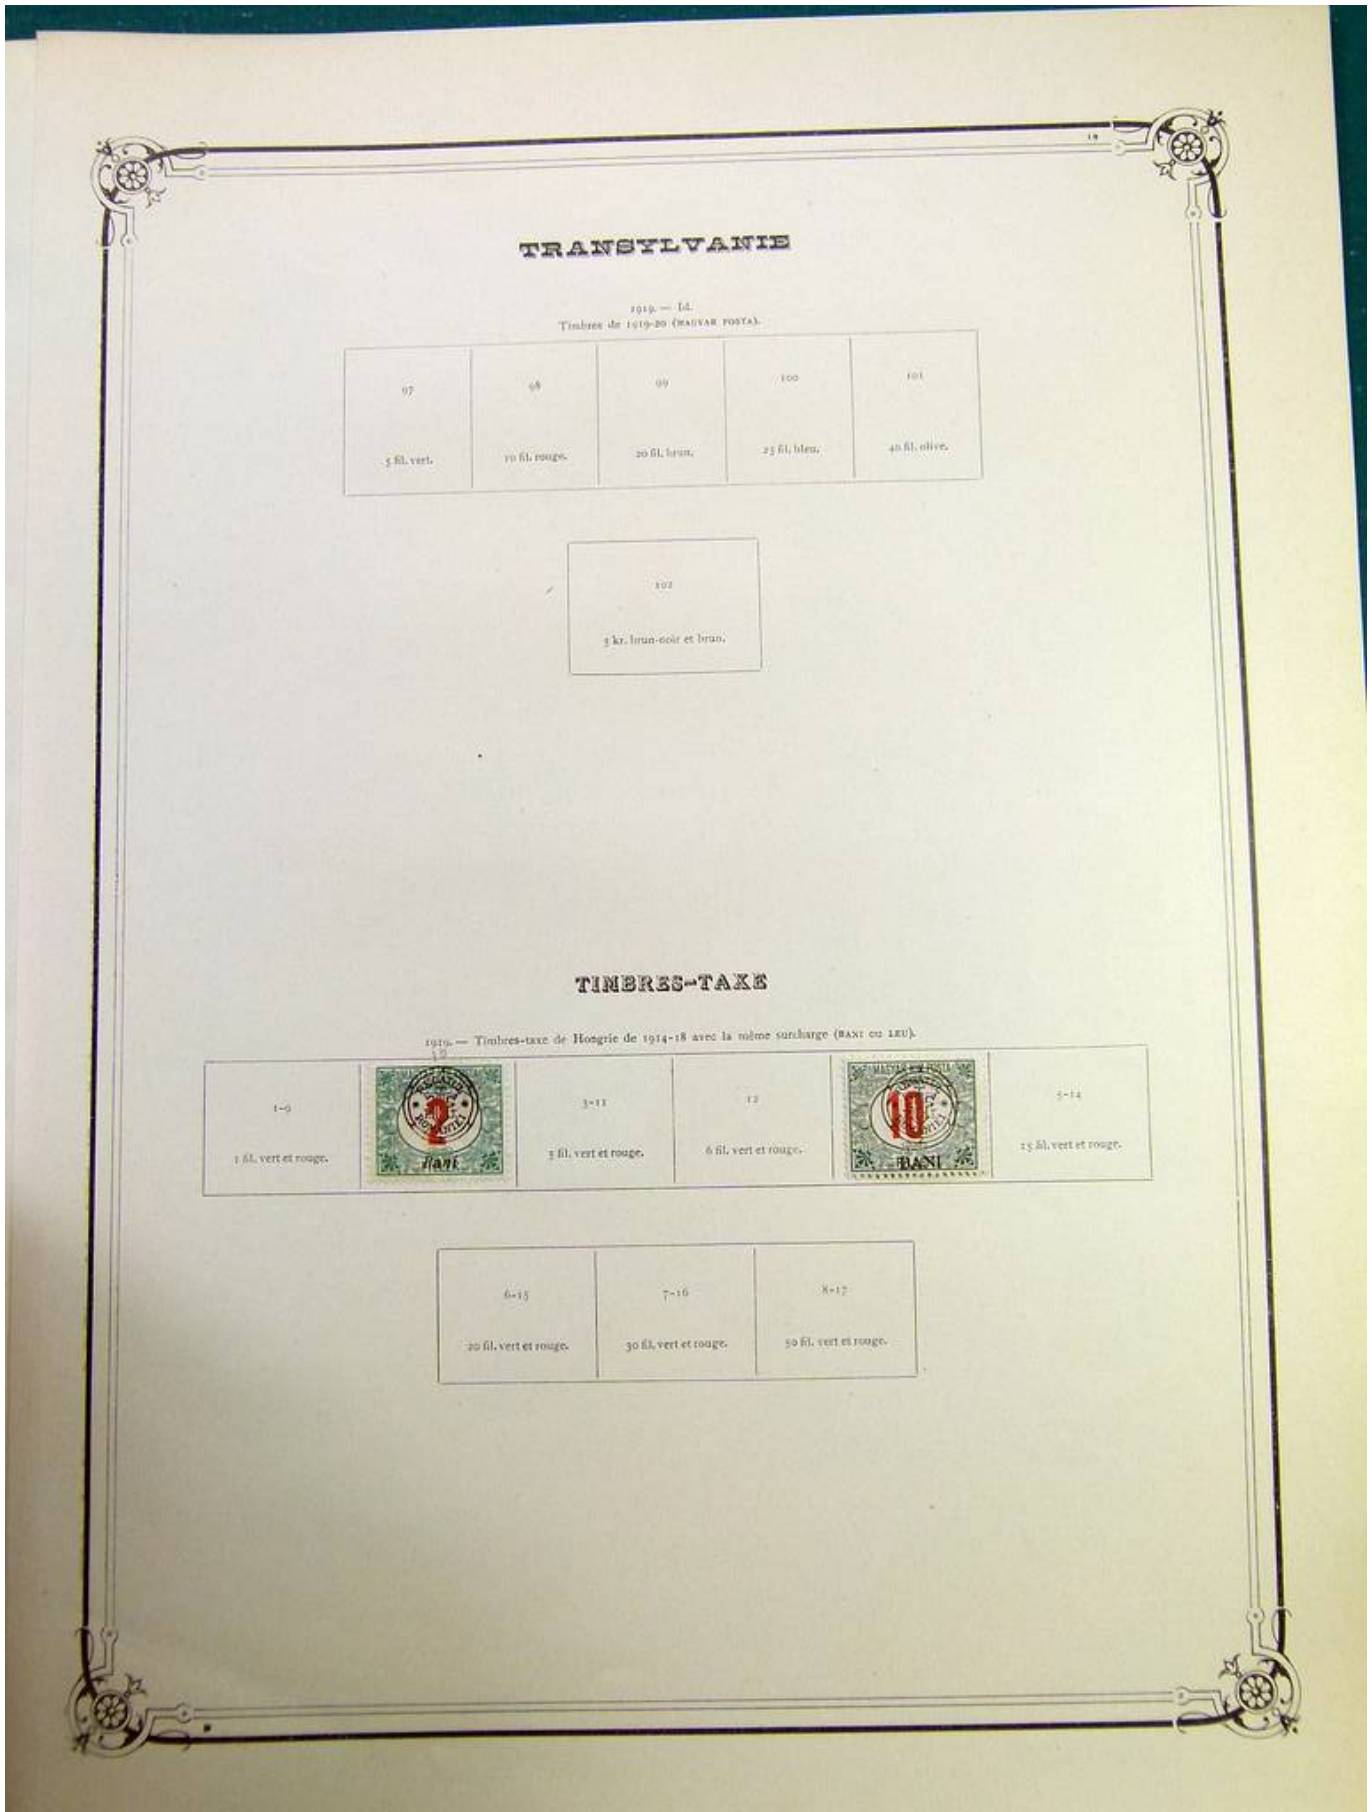 TRANSYLVANIE
1919. — Id.
Timbres de 1919-20 (MAGYAR POSTA).
97
98
99
100
101
5 fil. vert.
10 fil. rouge.
20 fil. brun.
25 fil. bleu.
40 fil. olive.
102
3 kr. brun-noir et brun.
TIMBRES-TAXE
1919. — Timbres-taxe de Hongrie de 1914-18 avec la même surcharge (BANI ou LEU).
1-9
1 fil. vert et rouge.
2
ROMANIEI
Bani
3-11
5 fil. vert et rouge.
12
6 fil. vert et rouge.
MAGYAR POSTA
10
BANI
5-14
15 fil. vert et rouge.
6-15
7-16
8-17
20 fil. vert et rouge.
30 fil. vert et rouge.
50 fil. vert et rouge.